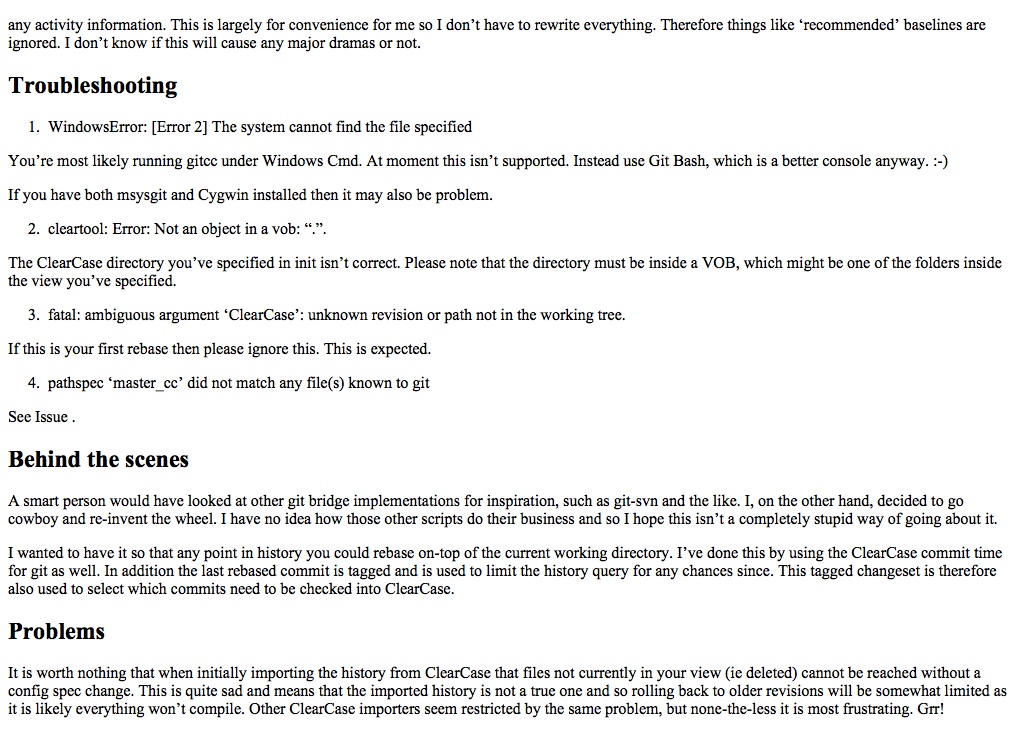 any activity information. This is largely for convenience for me so I don’t have to rewrite everything. Therefore things like ‘recommended’ baselines are
ignored. I don’t know if this will cause any major dramas or not.
Troubleshooting
1. WindowsError: [Error 2] The system cannot find the file specified
You’re most likely running gitcc under Windows Cmd. At moment this isn’t supported. Instead use Git Bash, which is a better console anyway. :-)
If you have both msysgit and Cygwin installed then it may also be problem.
2. cleartool: Error: Not an object in a vob: “.”.
The ClearCase directory you’ve specified in init isn’t correct. Please note that the directory must be inside a VOB, which might be one of the folders inside
the view you’ve specified.
3. fatal: ambiguous argument ‘ClearCase’: unknown revision or path not in the working tree.
If this is your first rebase then please ignore this. This is expected.
4. pathspec ‘master_cc’ did not match any file(s) known to git
See Issue .
Behind the scenes
A smart person would have looked at other git bridge implementations for inspiration, such as git-svn and the like. I, on the other hand, decided to go
cowboy and re-invent the wheel. I have no idea how those other scripts do their business and so I hope this isn’t a completely stupid way of going about it.
I wanted to have it so that any point in history you could rebase on-top of the current working directory. I’ve done this by using the ClearCase commit time
for git as well. In addition the last rebased commit is tagged and is used to limit the history query for any chances since. This tagged changeset is therefore
also used to select which commits need to be checked into ClearCase.
Problems
It is worth nothing that when initially importing the history from ClearCase that files not currently in your view (ie deleted) cannot be reached without a
config spec change. This is quite sad and means that the imported history is not a true one and so rolling back to older revisions will be somewhat limited as
it is likely everything won’t compile. Other ClearCase importers seem restricted by the same problem, but none-the-less it is most frustrating. Grr!